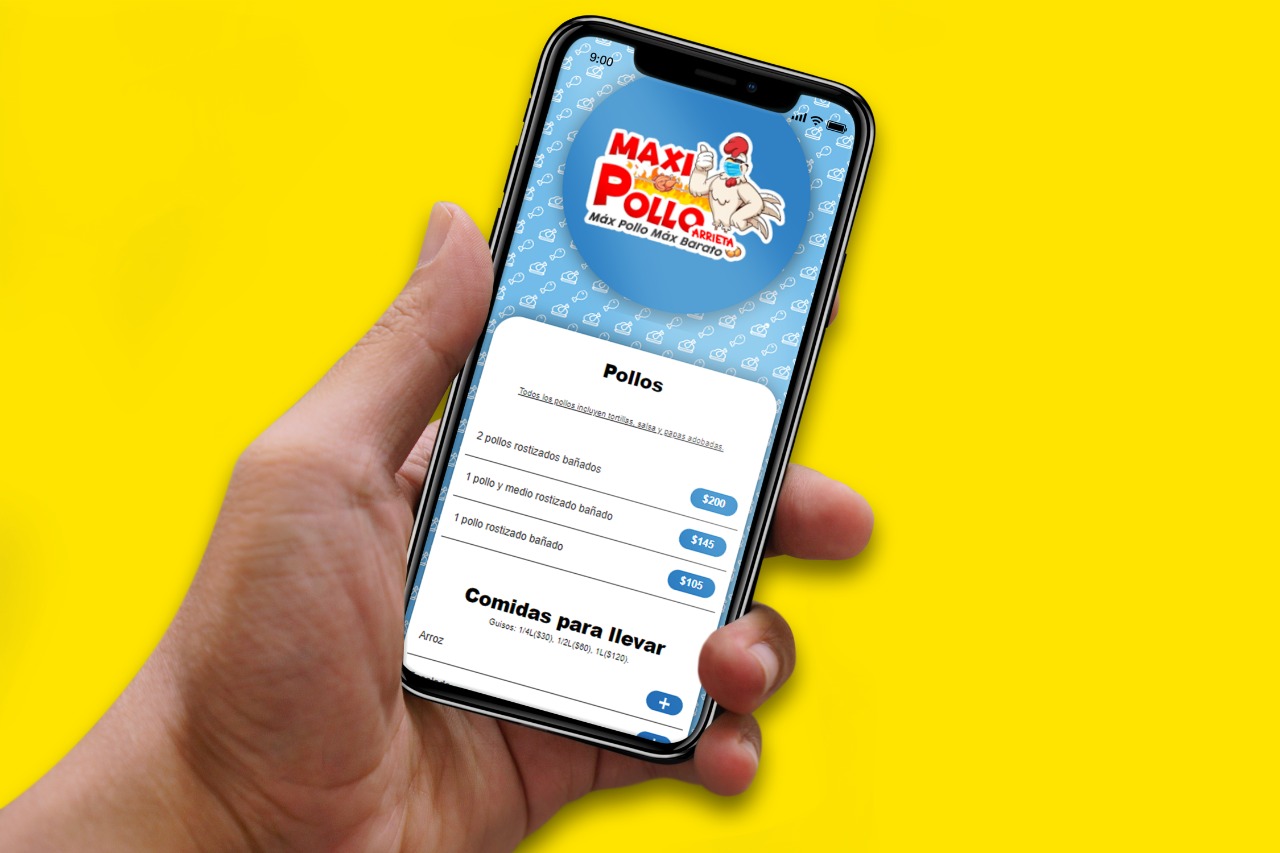 9:00
MAXI
POLLO
ARRIETA
Máx Pollo Máx Barato
Pollos
Todos los pollos incluyen tortillas, salsa y papas adobadas.
2 pollos rostizados bañados
$200
1 pollo y medio rostizado bañado
$145
1 pollo rostizado bañado
$105
Comidas para llevar
Guisos: 1/4L($30), 1/2L($60), 1L($120).
Arroz
+